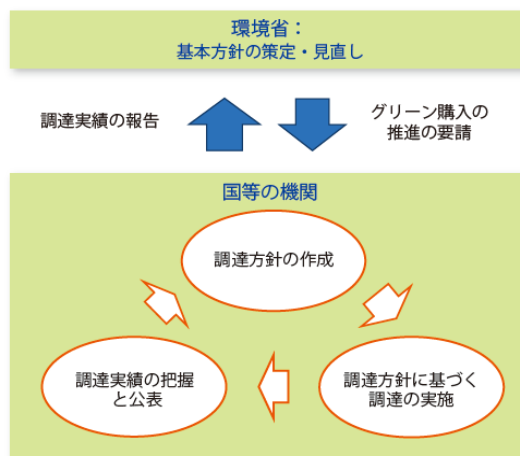 環境省：
基本方針の策定・見直し
調達実績の報告
グリーン購入の
推進の要請
国等の機関
調達方針の作成
調達実績の把握
と公表
調達方針に基づく
調達の実施